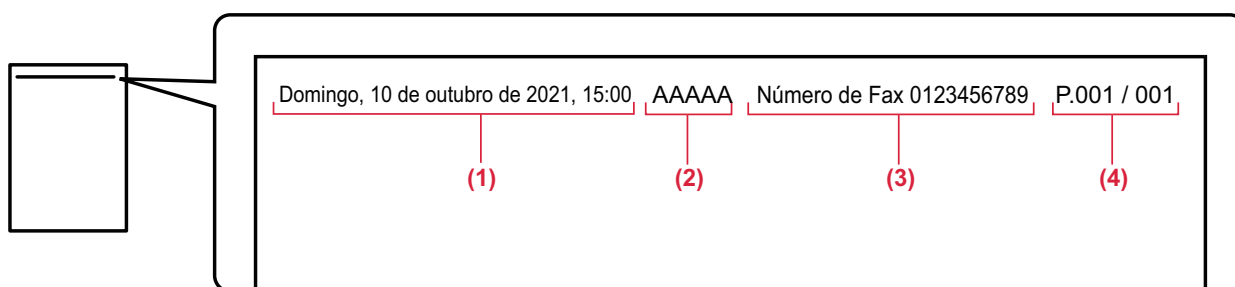 Domingo, 10 de outubro de 2021, 15:00 AAAAA Número de Fax 0123456789 P.001 / 001
(1) (2) (3) (4)